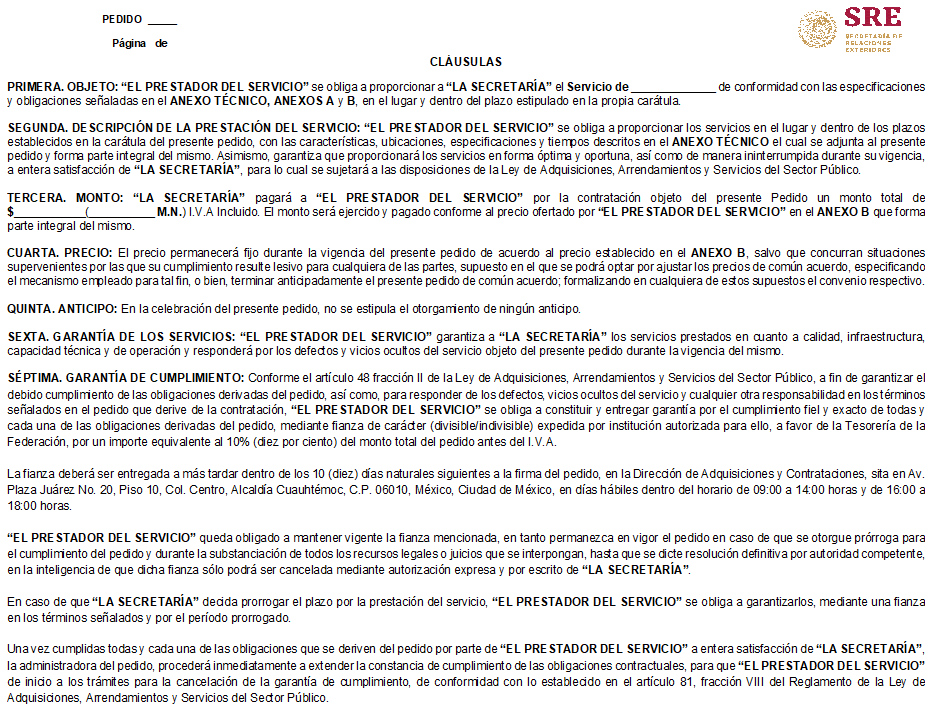 PEDIDO _____
Página de
SRE
SECRETARÍA DE
RELACIONES
EXTERIORES
CLÁUSULAS
PRIMERA. OBJETO: “EL PRESTADOR DEL SERVICIO” se obliga a proporcionar a “LA SECRETARÍA” el Servicio de ______________ de conformidad con las especificaciones
y obligaciones señaladas en el ANEXO TÉCNICO, ANEXOS A y B, en el lugar y dentro del plazo estipulado en la propia carátula.
SEGUNDA. DESCRIPCIÓN DE LA PRESTACIÓN DEL SERVICIO: “EL PRESTADOR DEL SERVICIO” se obliga a proporcionar los servicios en el lugar y dentro de los plazos
establecidos en la carátula del presente pedido, con las características, ubicaciones, especificaciones y tiempos descritos en el ANEXO TÉCNICO el cual se adjunta al presente
pedido y forma parte integral del mismo. Asimismo, garantiza que proporcionará los servicios en forma óptima y oportuna, así como de manera ininterrumpida durante su vigencia,
a entera satisfacción de “LA SECRETARÍA”, para lo cual se sujetará a las disposiciones de la Ley de Adquisiciones, Arrendamientos y Servicios del Sector Público.
TERCERA. MONTO: “LA SECRETARÍA” pagará a “EL PRESTADOR DEL SERVICIO” por la contratación objeto del presente Pedido un monto total de
$____________(___________ M.N.) I.V.A Incluido. El monto será ejercido y pagado conforme al precio ofertado por “EL PRESTADOR DEL SERVICIO” en el ANEXO B que forma
parte integral del mismo.
CUARTA. PRECIO: El precio permanecerá fijo durante la vigencia del presente pedido de acuerdo al precio establecido en el ANEXO B, salvo que concurran situaciones
supervenientes por las que su cumplimiento resulte lesivo para cualquiera de las partes, supuesto en el que se podrá optar por ajustar los precios de común acuerdo, especificando
el mecanismo empleado para tal fin, o bien, terminar anticipadamente el presente pedido de común acuerdo; formalizando en cualquiera de estos supuestos el convenio respectivo.
QUINTA. ANTICIPO: En la celebración del presente pedido, no se estipula el otorgamiento de ningún anticipo.
SEXTA. GARANTÍA DE LOS SERVICIOS: “EL PRESTADOR DEL SERVICIO” garantiza a “LA SECRETARÍA” los servicios prestados en cuanto a calidad, infraestructura,
capacidad técnica y de operación y responderá por los defectos y vicios ocultos del servicio objeto del presente pedido durante la vigencia del mismo.
SÉPTIMA. GARANTÍA DE CUMPLIMIENTO: Conforme el artículo 48 fracción II de la Ley de Adquisiciones, Arrendamientos y Servicios del Sector Público, a fin de garantizar el
debido cumplimiento de las obligaciones derivadas del pedido, así como, para responder de los defectos, vicios ocultos del servicio y cualquier otra responsabilidad en los términos
señalados en el pedido que derive de la contratación, “EL PRESTADOR DEL SERVICIO” se obliga a constituir y entregar garantía por el cumplimiento fiel y exacto de todas y
cada una de las obligaciones derivadas del pedido, mediante fianza de carácter (divisible/indivisible) expedida por institución autorizada para ello, a favor de la Tesorería de la
Federación, por un importe equivalente al 10% (diez por ciento) del monto total del pedido antes del I.V.A.
La fianza deberá ser entregada a más tardar dentro de los 10 (diez) días naturales siguientes a la firma del pedido, en la Dirección de Adquisiciones y Contrataciones, sita en Av.
Plaza Juárez No. 20, Piso 10, Col. Centro, Alcaldía Cuauhtémoc, C.P. 06010, México, Ciudad de México, en días hábiles dentro del horario de 09:00 a 14:00 horas y de 16:00 a
18:00 horas.
“EL PRESTADOR DEL SERVICIO” queda obligado a mantener vigente la fianza mencionada, en tanto permanezca en vigor el pedido en caso de que se otorgue prórroga para
el cumplimiento del pedido y durante la substanciación de todos los recursos legales o juicios que se interpongan, hasta que se dicte resolución definitiva por autoridad competente,
en la inteligencia de que dicha fianza sólo podrá ser cancelada mediante autorización expresa y por escrito de “LA SECRETARÍA”.
En caso de que “LA SECRETARÍA” decida prorrogar el plazo por la prestación del servicio, “EL PRESTADOR DEL SERVICIO” se obliga a garantizarlos, mediante una fianza
en los términos señalados y por el período prorrogado.
Una vez cumplidas todas y cada una de las obligaciones que se deriven del pedido por parte de “EL PRESTADOR DEL SERVICIO” a entera satisfacción de “LA SECRETARÍA”,
la administradora del pedido, procederá inmediatamente a extender la constancia de cumplimiento de las obligaciones contractuales, para que “EL PRESTADOR DEL SERVICIO”
de inicio a los trámites para la cancelación de la garantía de cumplimiento, de conformidad con lo establecido en el artículo 81, fracción VIII del Reglamento de la Ley de
Adquisiciones, Arrendamientos y Servicios del Sector Público.